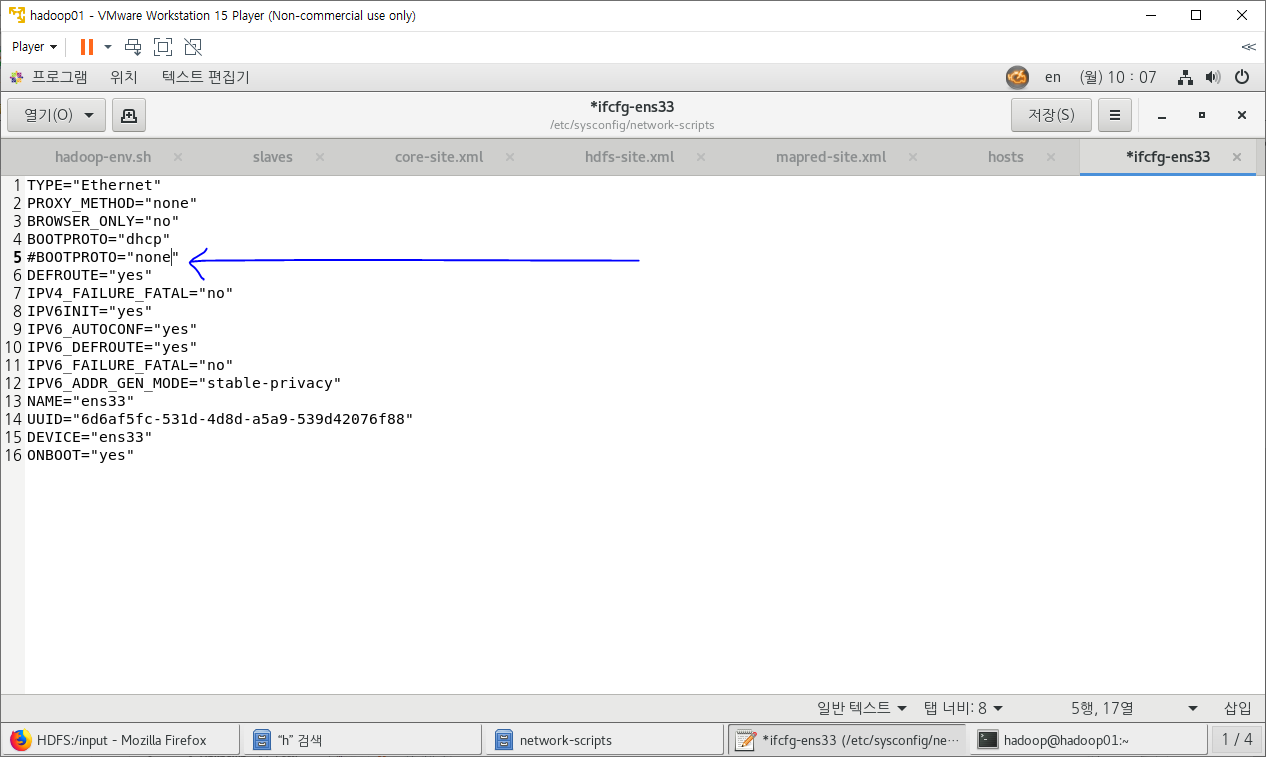 hadoop01 - VMware Workstation 15 Player (Non-commercial use only)
Player
프로그램 위치 텍스트 편집기 en (월) 10 : 07
열기(O) *ifcfg-ens33 저장(S)
/etc/sysconfig/network-scripts
hadoop-env.sh slaves core-site.xml hdfs-site.xml mapred-site.xml hosts *ifcfg-ens33
1 TYPE="Ethernet"
2 PROXY_METHOD="none"
3 BROWSER_ONLY="no"
4 BOOTPROTO="dhcp"
5 #BOOTPROTO="none"
6 DEFROUTE="yes"
7 IPV4_FAILURE_FATAL="no"
8 IPV6INIT="yes"
9 IPV6_AUTOCONF="yes"
10 IPV6_DEFROUTE="yes"
11 IPV6_FAILURE_FATAL="no"
12 IPV6_ADDR_GEN_MODE="stable-privacy"
13 NAME="ens33"
14 UUID="6d6af5fc-531d-4d8d-a5a9-539d42076f88"
15 DEVICE="ens33"
16 ONBOOT="yes"
일반 텍스트 탭 너비: 8 5행, 17열 삽입
HDFS:/input - Mozilla Firefox "h" 검색 network-scripts *ifcfg-ens33 (/etc/sysconfig/ne··· hadoop@hadoop01:~ 1 / 4